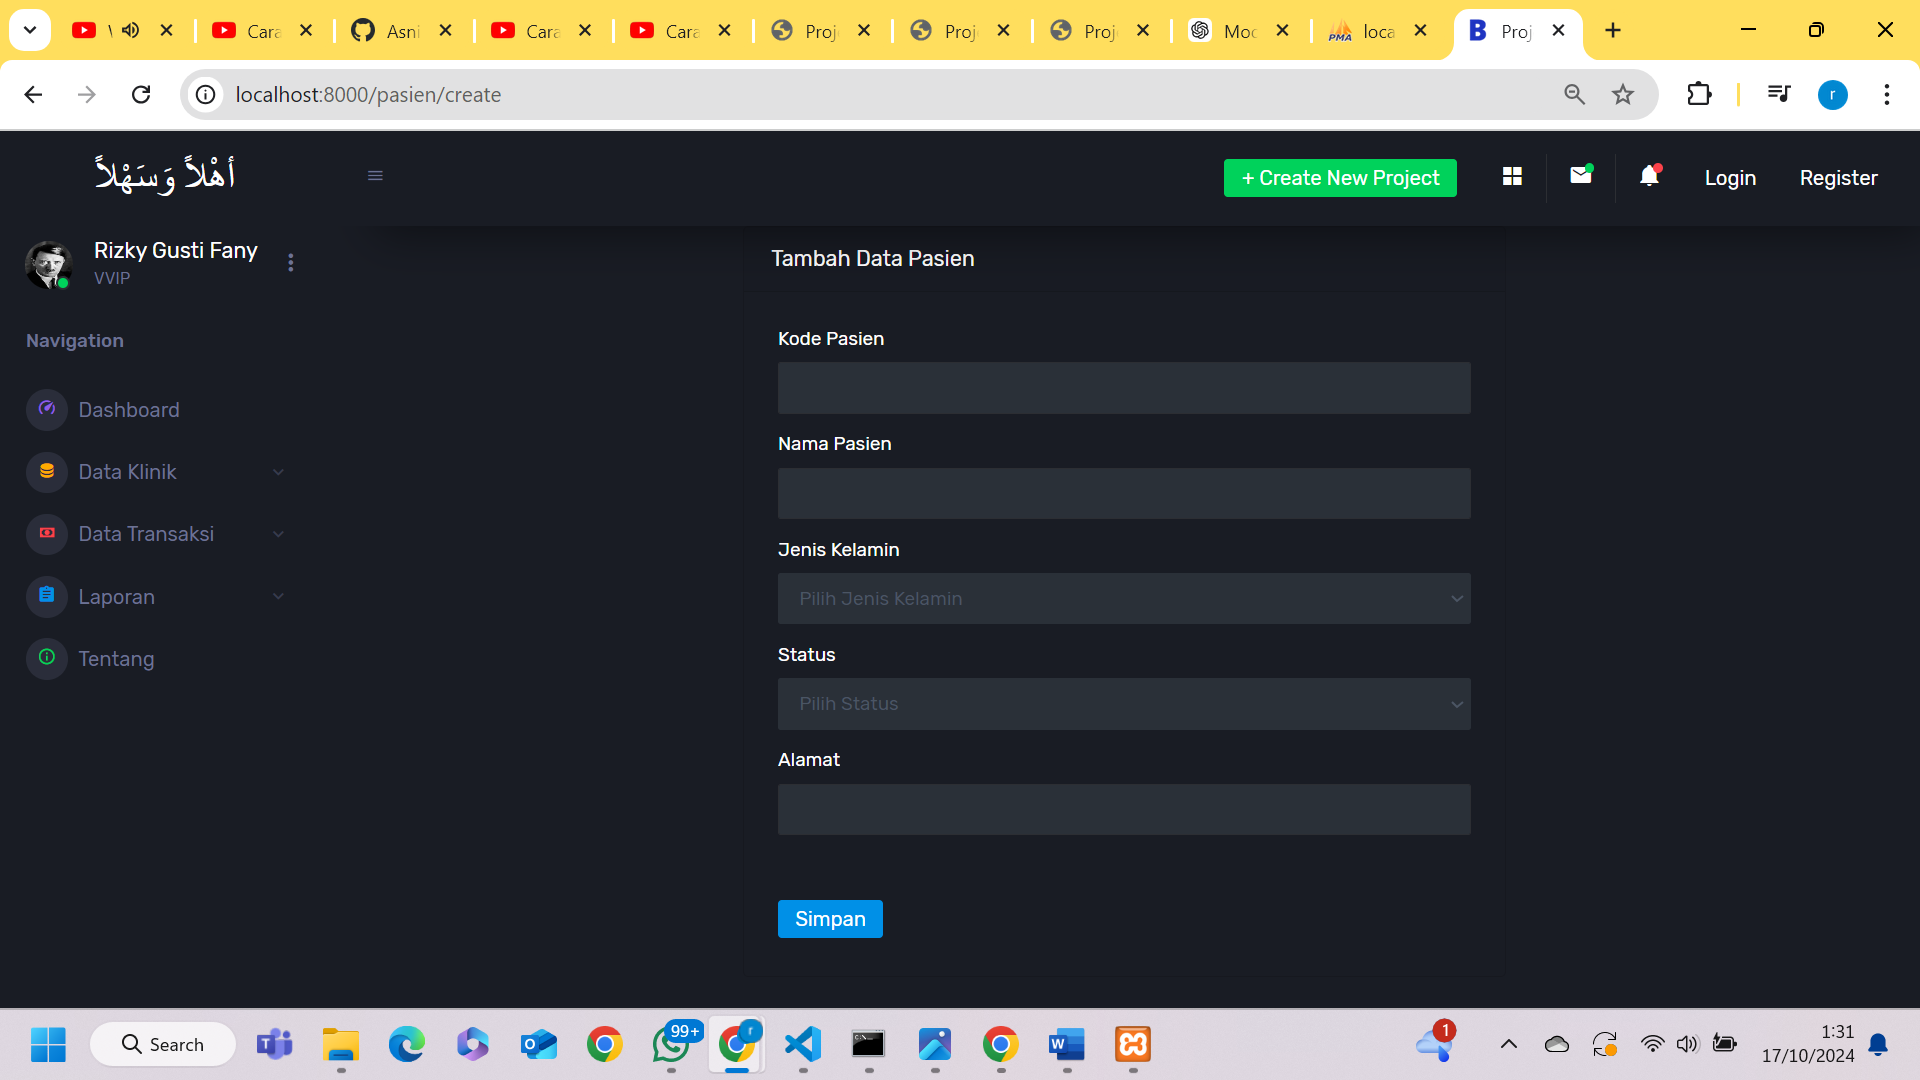 Cara
Asni
Cara
Cara
Proj
Proj
Proj
Moc
loca
Proj
localhost:8000/pasien/create
r
أهْلاً وَسَهْلاً
+ Create New Project
Login
Register
Rizky Gusti Fany
VVIP
Navigation
Dashboard
Data Klinik
Data Transaksi
Laporan
Tentang
Tambah Data Pasien
Kode Pasien
Nama Pasien
Jenis Kelamin
Pilih Jenis Kelamin
Status
Pilih Status
Alamat
Simpan
Search
99+
r
1
1:31
17/10/2024